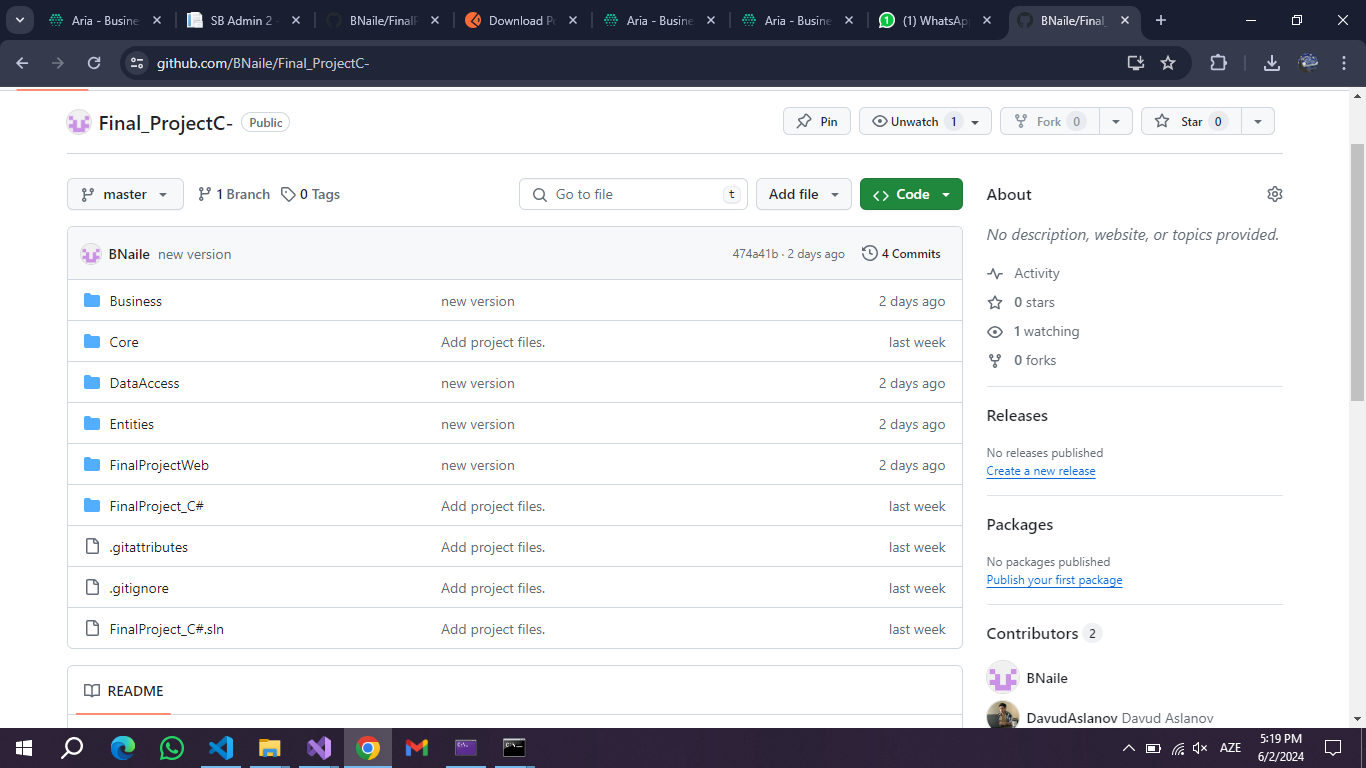 Aria - Busine
SB Admin 2 -
BNaile/FinalP
Download Po
Aria - Busine
Aria - Busine
(1) WhatsApp
BNaile/Final_
github.com/BNaile/Final_ProjectC-
Final_ProjectC- Public
Pin
Unwatch 1
Fork 0
Star 0
master
1 Branch
0 Tags
Go to file t
Add file
Code
BNaile new version 474a41b · 2 days ago 4 Commits
Business new version 2 days ago
Core Add project files. last week
DataAccess new version 2 days ago
Entities new version 2 days ago
FinalProjectWeb new version 2 days ago
FinalProject_C# Add project files. last week
.gitattributes Add project files. last week
.gitignore Add project files. last week
FinalProject_C#.sln Add project files. last week
README
About
No description, website, or topics provided.
Activity
0 stars
1 watching
0 forks
Releases
No releases published
Create a new release
Packages
No packages published
Publish your first package
Contributors 2
BNaile
DavudAslanov Davud Aslanov
AZE
5:19 PM
6/2/2024